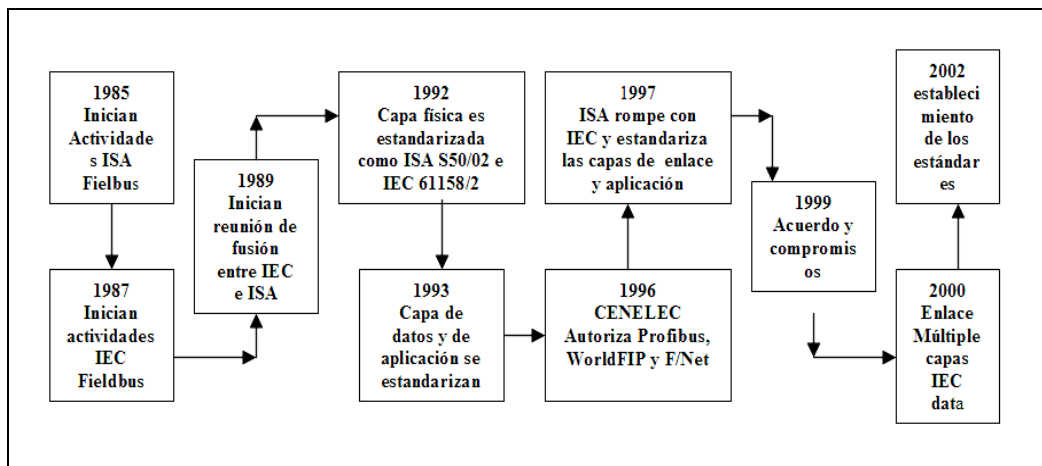 1985
Inician
Actividade
s ISA
Fielbus
1987
Inician
actividades
IEC
Fieldbus
1989
Inician
reunión de
fusión
entre IEC
e ISA
1992
Capa física es
estandarizada
como ISA S50/02 e
IEC 61158/2
1993
Capa de
datos y de
aplicación se
estandarizan
1996
CENELEC
Autoriza Profibus,
WorldFIP y F/Net
1997
ISA rompe con
IEC y estandariza
las capas de enlace
y aplicación
1999
Acuerdo y
compromis
os
2000
Enlace
Múltiple
capas
IEC
data
2002
estableci
miento
de los
estándar
es